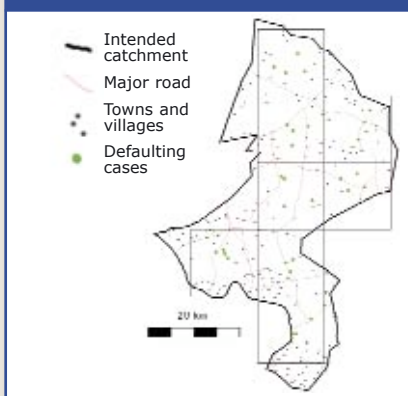 Intended
catchment
Major road
Towns and
villages
Defaulting
cases
20 km